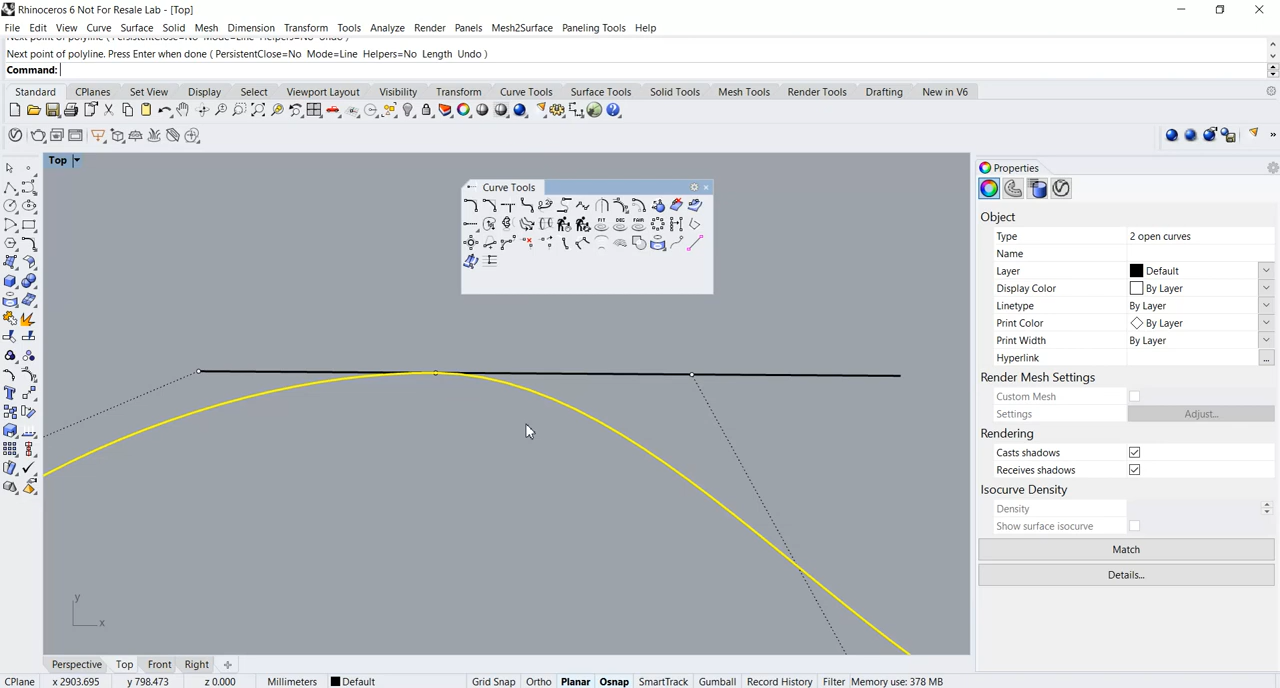 Rhinoceros 6 Not For Resale Lab - [Top]
File Edit View Curve Surface Solid Mesh Dimension Transform Tools Analyze Render Panels Mesh2Surface Paneling Tools Help
Next point of polyline. Press Enter when done ( PersistentClose=No Mode=Line Helpers=No Length Undo )
Command:
Standard CPlanes Set View Display Select Viewport Layout Visibility Transform Curve Tools Surface Tools Solid Tools Mesh Tools Render Tools Drafting New in V6
Top
Curve Tools
FIT DEG FAIR
y
x
Properties
Object
Type 2 open curves
Name
Layer Default
Display Color By Layer
Linetype By Layer
Print Color By Layer
Print Width By Layer
Hyperlink ...
Render Mesh Settings
Custom Mesh
Settings Adjust...
Rendering
Casts shadows
Receives shadows
Isocurve Density
Density
Show surface isocurve
Match
Details...
Perspective Top Front Right
CPlane x 2903.695 y 798.473 z 0.000 Millimeters Default Grid Snap Ortho Planar Osnap SmartTrack Gumball Record History Filter Memory use: 378 MB